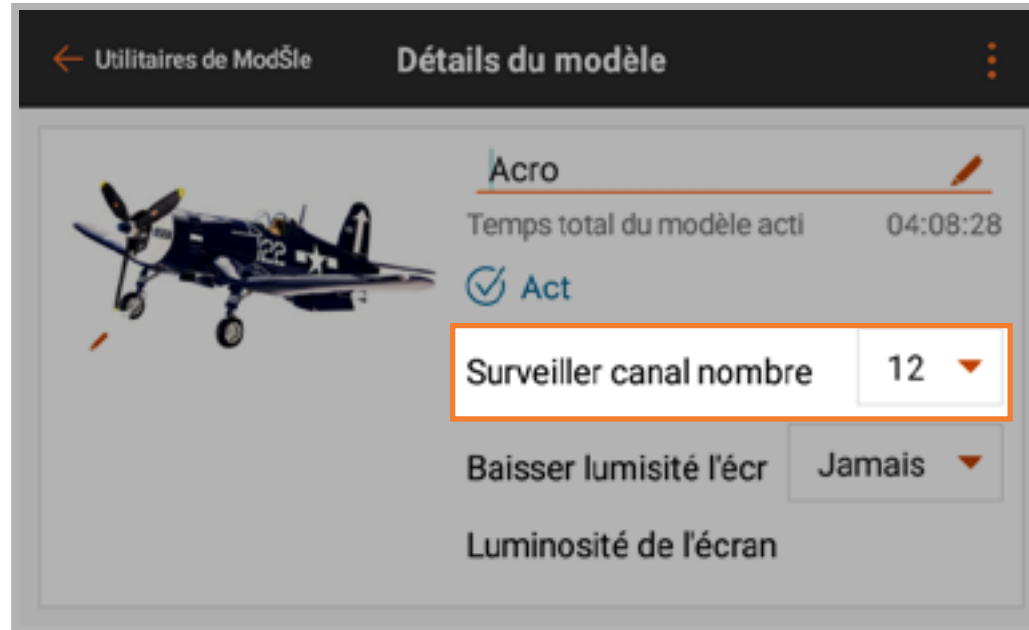 Utilitaires de ModŠle
Détails du modèle
Acro
Temps total du modèle acti 04:08:28
Act
Surveiller canal nombre 12
Baisser lumisité l'écr Jamais
Luminosité de l'écran
122